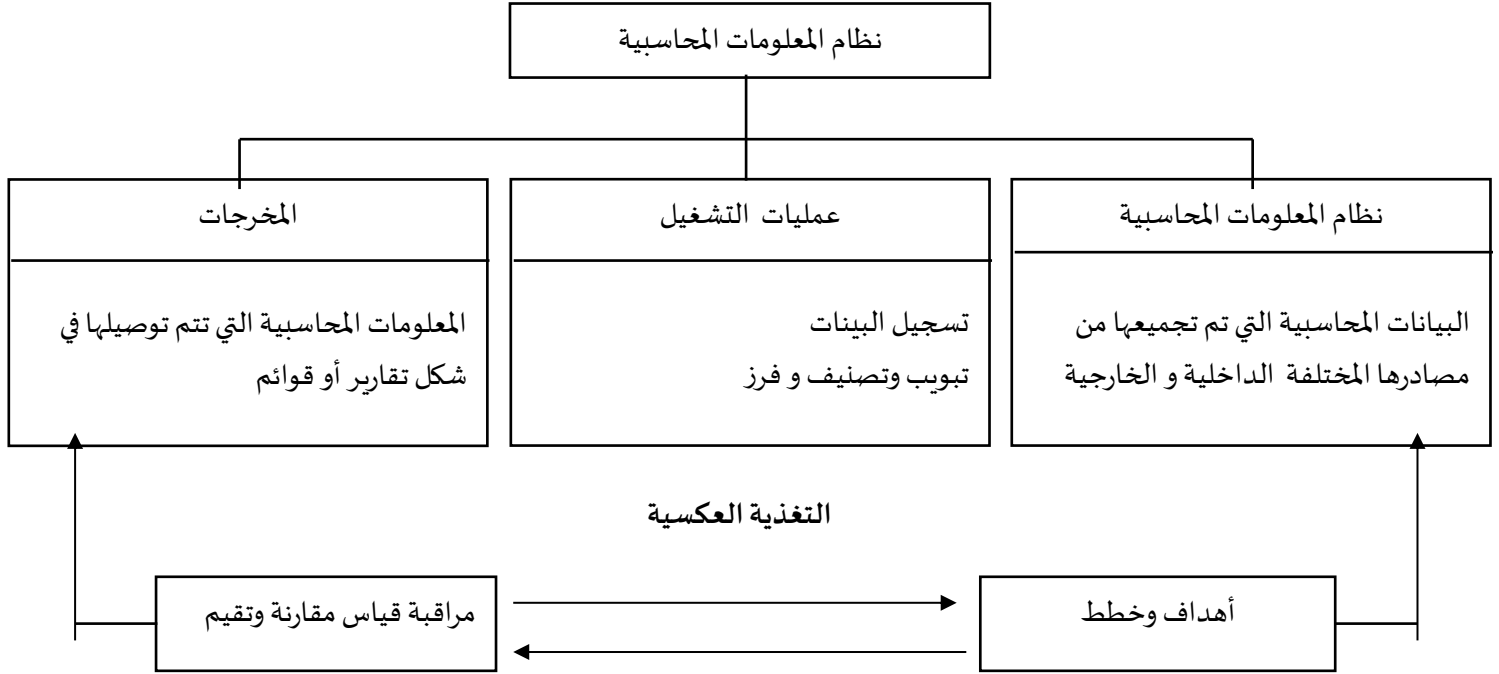 نظام المعلومات المحاسبية
نظام المعلومات المحاسبية
البيانات المحاسبية التي تم تجميعها من
مصادرها المختلفة الداخلية و الخارجية
عمليات التشغيل
تسجيل البينات
تبويب وتصنيف و فرز
المخرجات
المعلومات المحاسبية التي تتم توصيلها في
شكل تقارير أو قوائم
التغذية العكسية
أهداف وخطط
مراقبة قياس مقارنة وتقيم